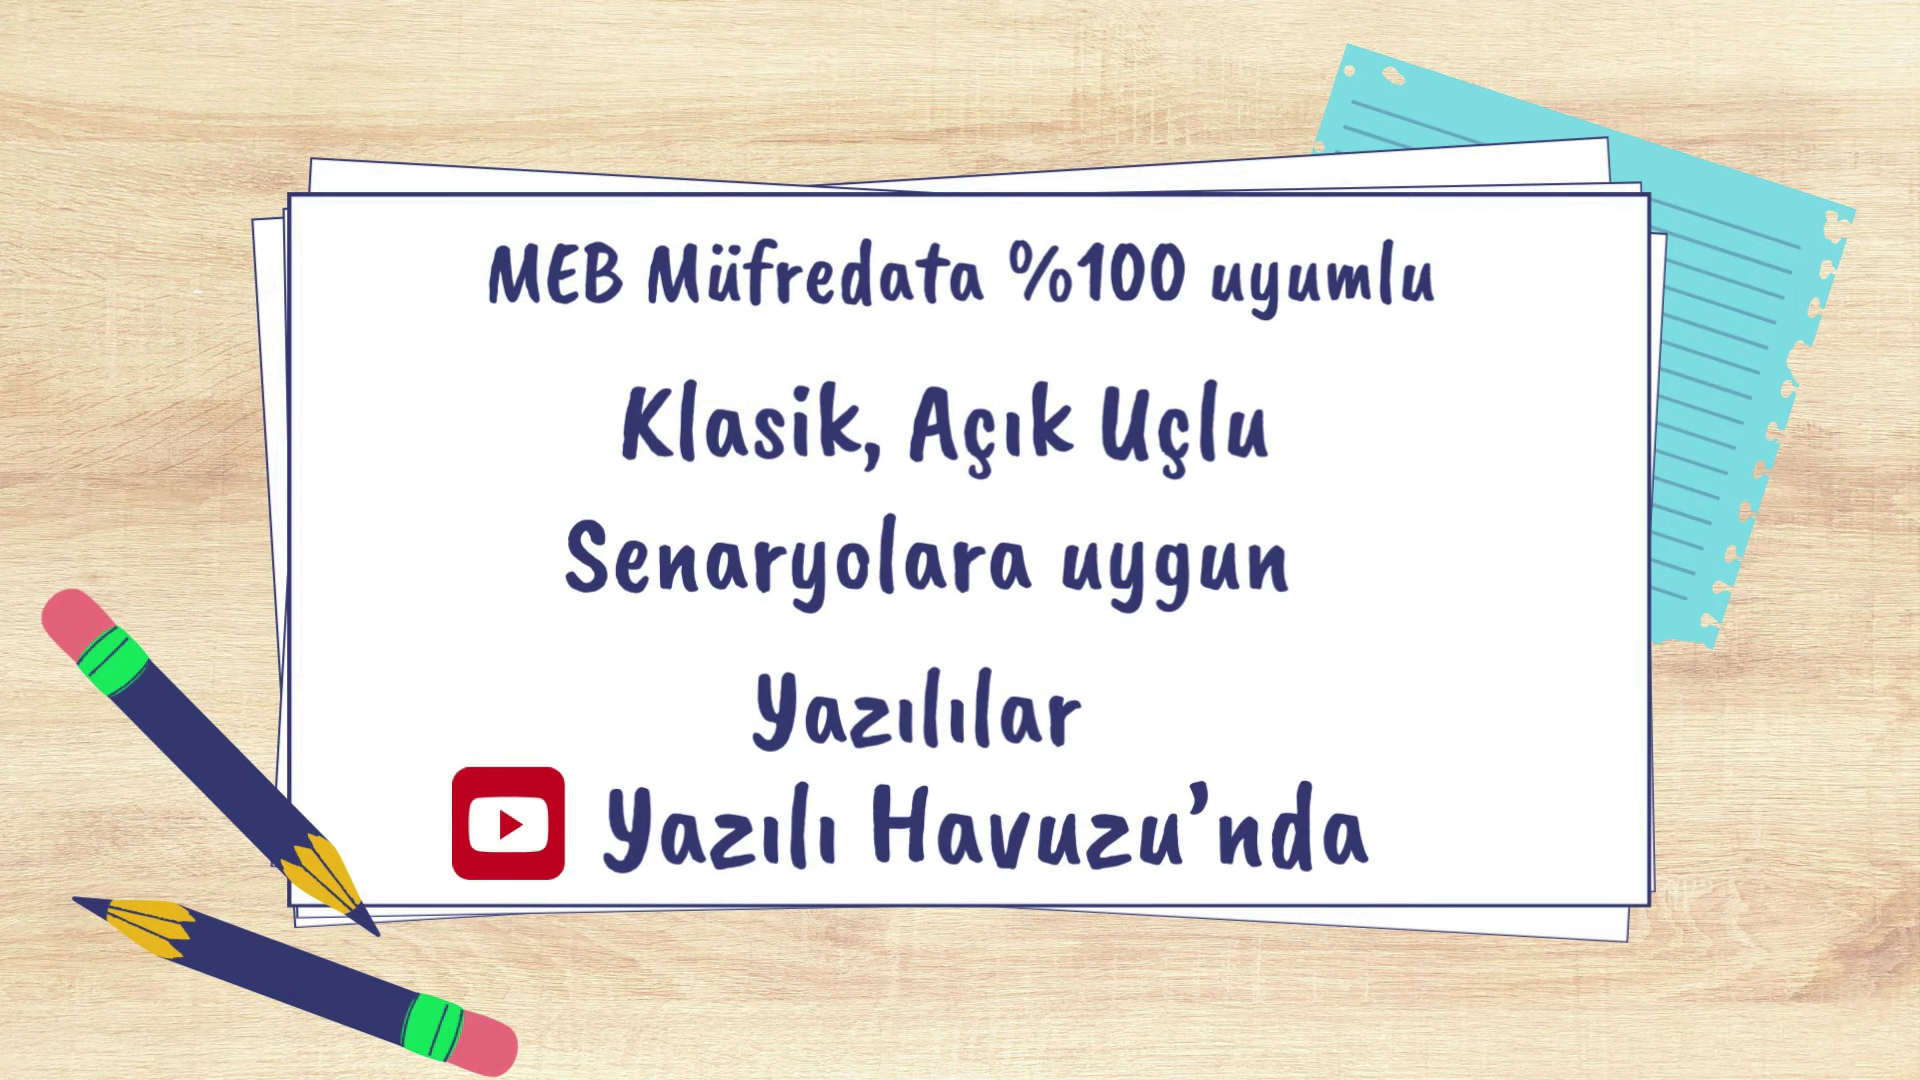 MEB Müfredata %100 uyumlu
Klasik, Açık Uçlu
Senaryolara uygun
Yazılılar
Yazılı Havuzu'nda